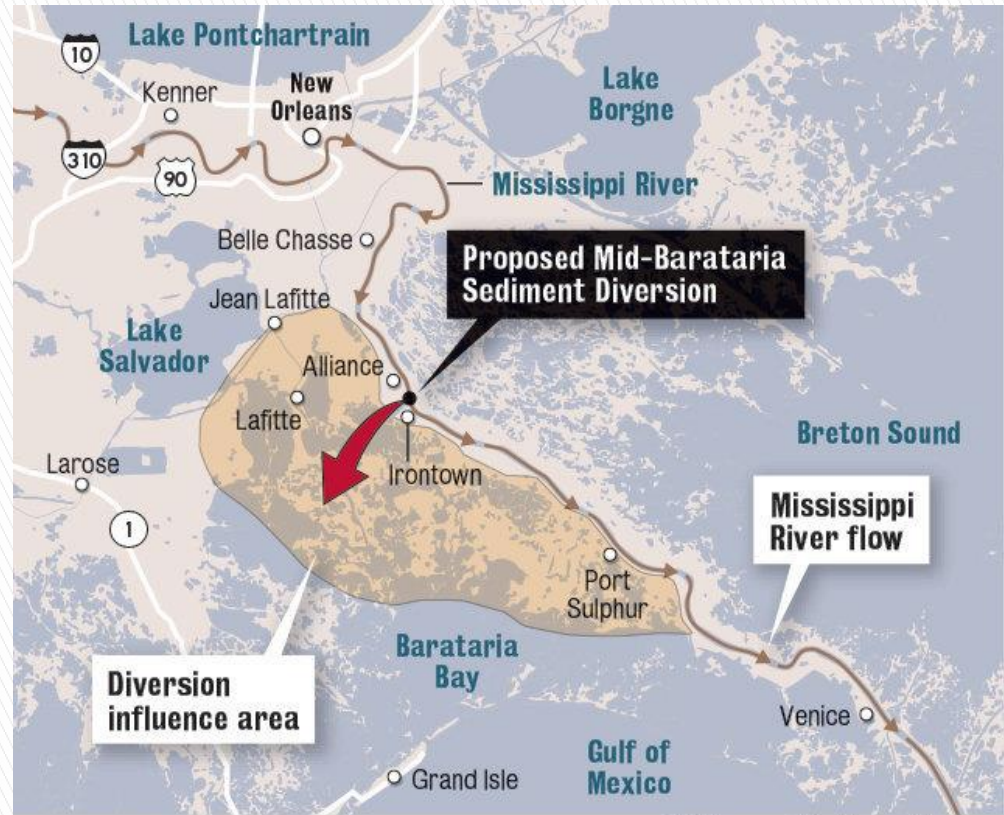 Lake Pontchartrain
10
Kenner
New
Orleans
Lake
Borgne
310
90
Mississippi River
Belle Chasse
Proposed Mid-Barataria
Sediment Diversion
Jean Lafitte
Lake
Salvador
Alliance
Lafitte
Irontown
Breton Sound
Larose
1
Mississippi
River flow
Port
Sulphur
Barataria
Bay
Diversion
influence area
Venice
Gulf of
Mexico
Grand Isle